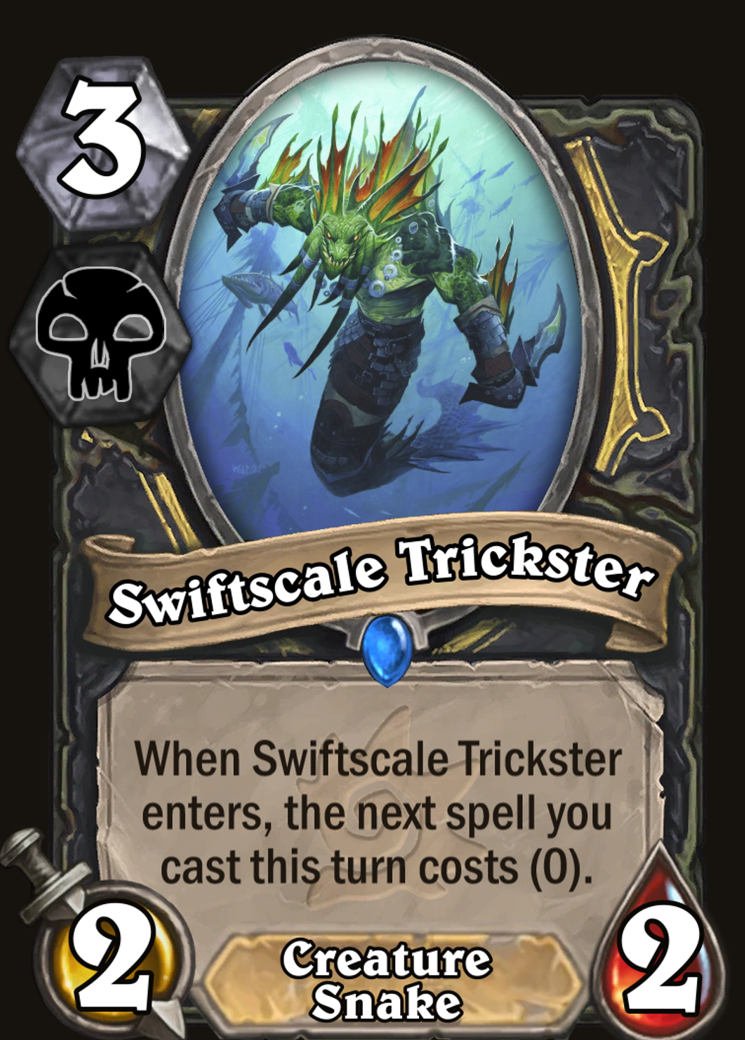 3
Swiftscale Trickster
When Swiftscale Trickster
enters, the next spell you
cast this turn costs (0).
2
Creature
Snake
2